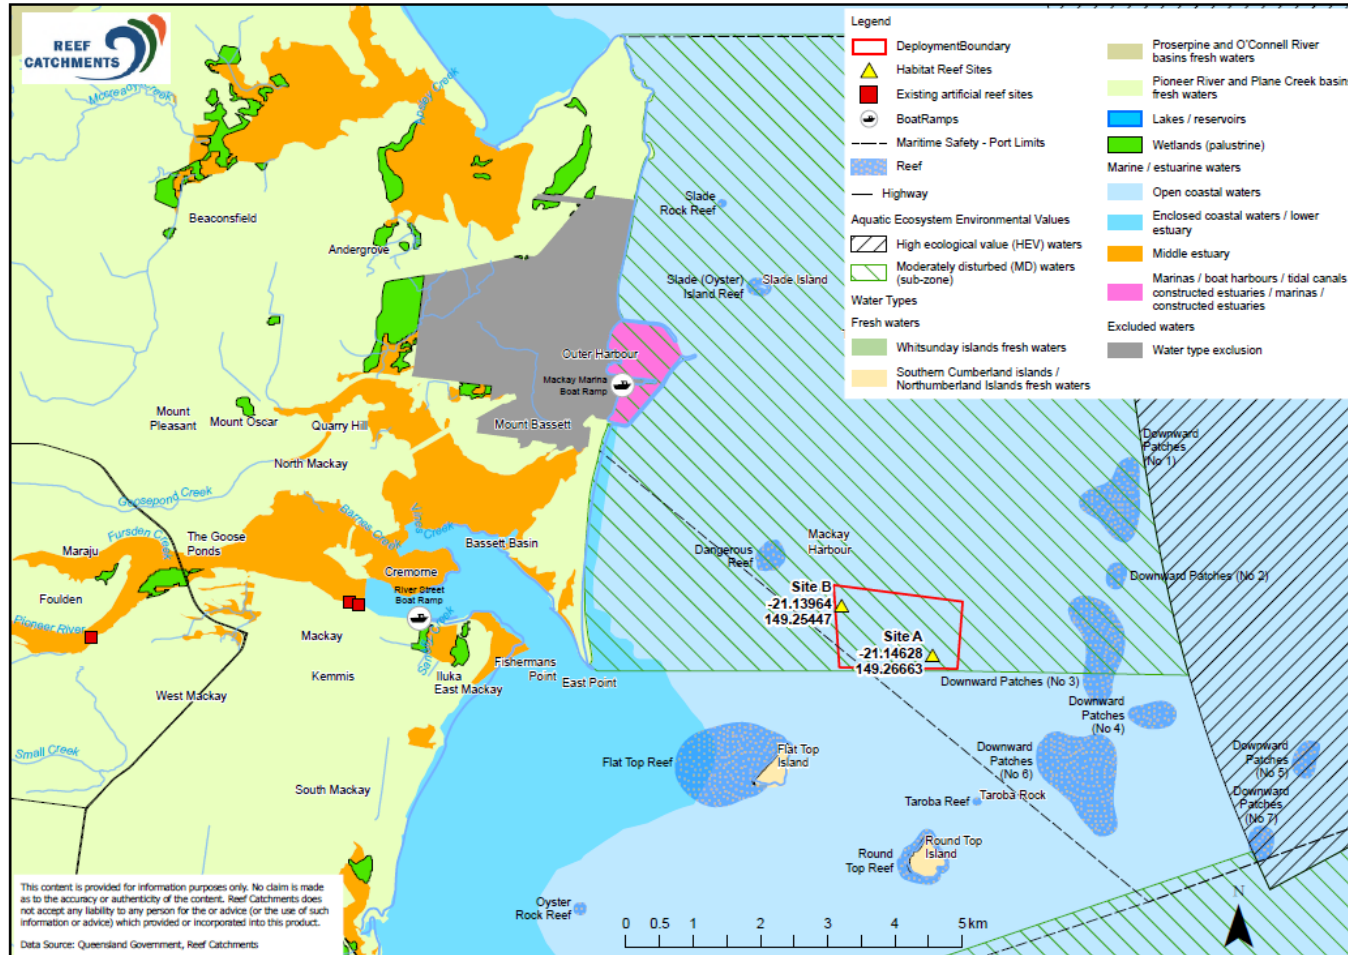 REEF
CATCHMENTS
Legend
DeploymentBoundary
Habitat Reef Sites
Existing artificial reef sites
BoatRamps
Maritime Safety - Port Limits
Reef
Highway
Aquatic Ecosystem Environmental Values
High ecological value (HEV) waters
Moderately disturbed (MD) waters
(sub-zone)
Water Types
Fresh waters
Whitsunday islands fresh waters
Southern Cumberland islands /
Northumberland Islands fresh waters
Proserpine and O'Connell River
basins fresh waters
Pioneer River and Plane Creek basins
fresh waters
Lakes / reservoirs
Wetlands (palustrine)
Marine / estuarine waters
Open coastal waters
Enclosed coastal waters / lower
estuary
Middle estuary
Marinas / boat harbours / tidal canals
constructed estuaries / marinas /
constructed estuaries
Excluded waters
Water type exclusion
Mccready Creek
Beaconsfield
Andergrove
Slade
Rock Reef
Slade (Oyster)
Island Reef
Slade Island
Outer Harbour
Mackay Marina
Boat Ramp
Mount
Pleasant
Mount Oscar
Quarry Hill
Mount Bassett
North Mackay
Goosepond Creek
Barnes Creek
Vines Creek
Fursden Creek
The Goose
Ponds
Maraju
Foulden
Pioneer River
Bassett Basin
Cremorne
River Street
Boat Ramp
Mackay
Kemmis
West Mackay
Iluka
East Mackay
Fishermans
Point
East Point
Small Creek
South Mackay
Dangerous
Reef
Mackay
Harbour
Site B
-21.13964
149.25447
Site A
-21.14628
149.26663
Downward
Patches
(No 1)
Downward Patches (No 2)
Downward Patches (No 3)
Downward
Patches
(No 4)
Downward
Patches
(No 6)
Downward
Patches
(No 5)
Downward
Patches
(No 7)
Flat Top Reef
Flat Top
Island
Taroba Reef
Taroba Rock
Round
Top Reef
Round Top
Island
Oyster
Rock Reef
This content is provided for information purposes only. No claim is made
as to the accuracy or authenticity of the content. Reef Catchments does
not accept any liability to any person for the or advice (or the use of such
information or advice) which provided or incorporated into this product.
Data Source: Queensland Government, Reef Catchments
0 0.5 1 2 3 4 5 km
N